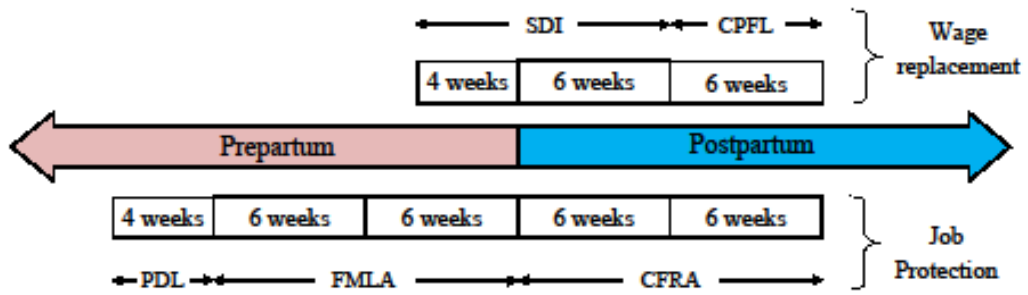 SDI CPFL
Wage
replacement
4 weeks 6 weeks 6 weeks
Prepartum Postpartum
4 weeks 6 weeks 6 weeks 6 weeks 6 weeks
PDL FMLA CFRA
Job
Protection